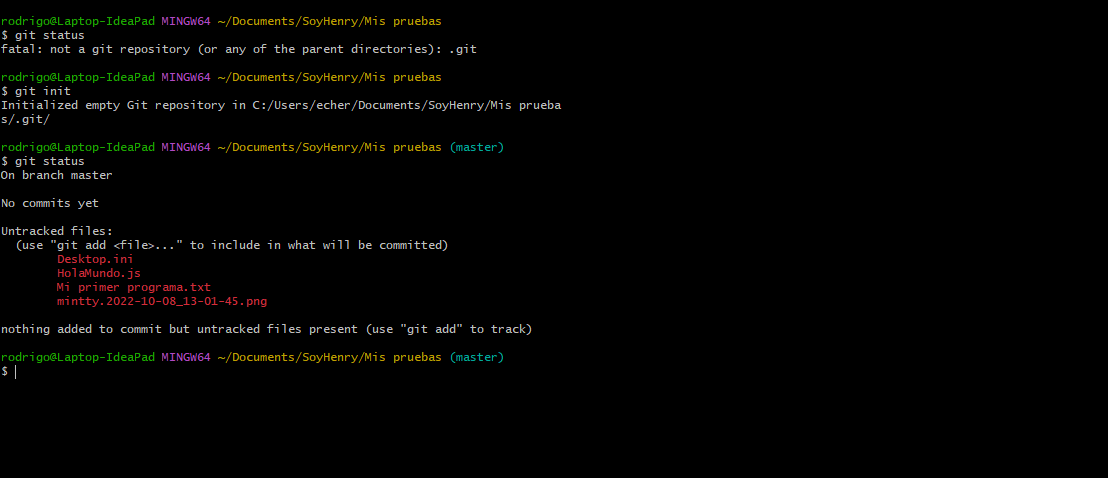 rodrigo@Laptop-IdeaPad MINGW64 ~/Documents/SoyHenry/Mis pruebas
$ git status
fatal: not a git repository (or any of the parent directories): .git
rodrigo@Laptop-IdeaPad MINGW64 ~/Documents/SoyHenry/Mis pruebas
$ git init
Initialized empty Git repository in C:/Users/echer/Documents/SoyHenry/Mis prueba
s/.git/
rodrigo@Laptop-IdeaPad MINGW64 ~/Documents/SoyHenry/Mis pruebas (master)
$ git status
On branch master
No commits yet
Untracked files:
(use "git add <file>..." to include in what will be committed)
Desktop.ini
HolaMundo.js
Mi primer programa.txt
mintty.2022-10-08_13-01-45.png
nothing added to commit but untracked files present (use "git add" to track)
rodrigo@Laptop-IdeaPad MINGW64 ~/Documents/SoyHenry/Mis pruebas (master)
$